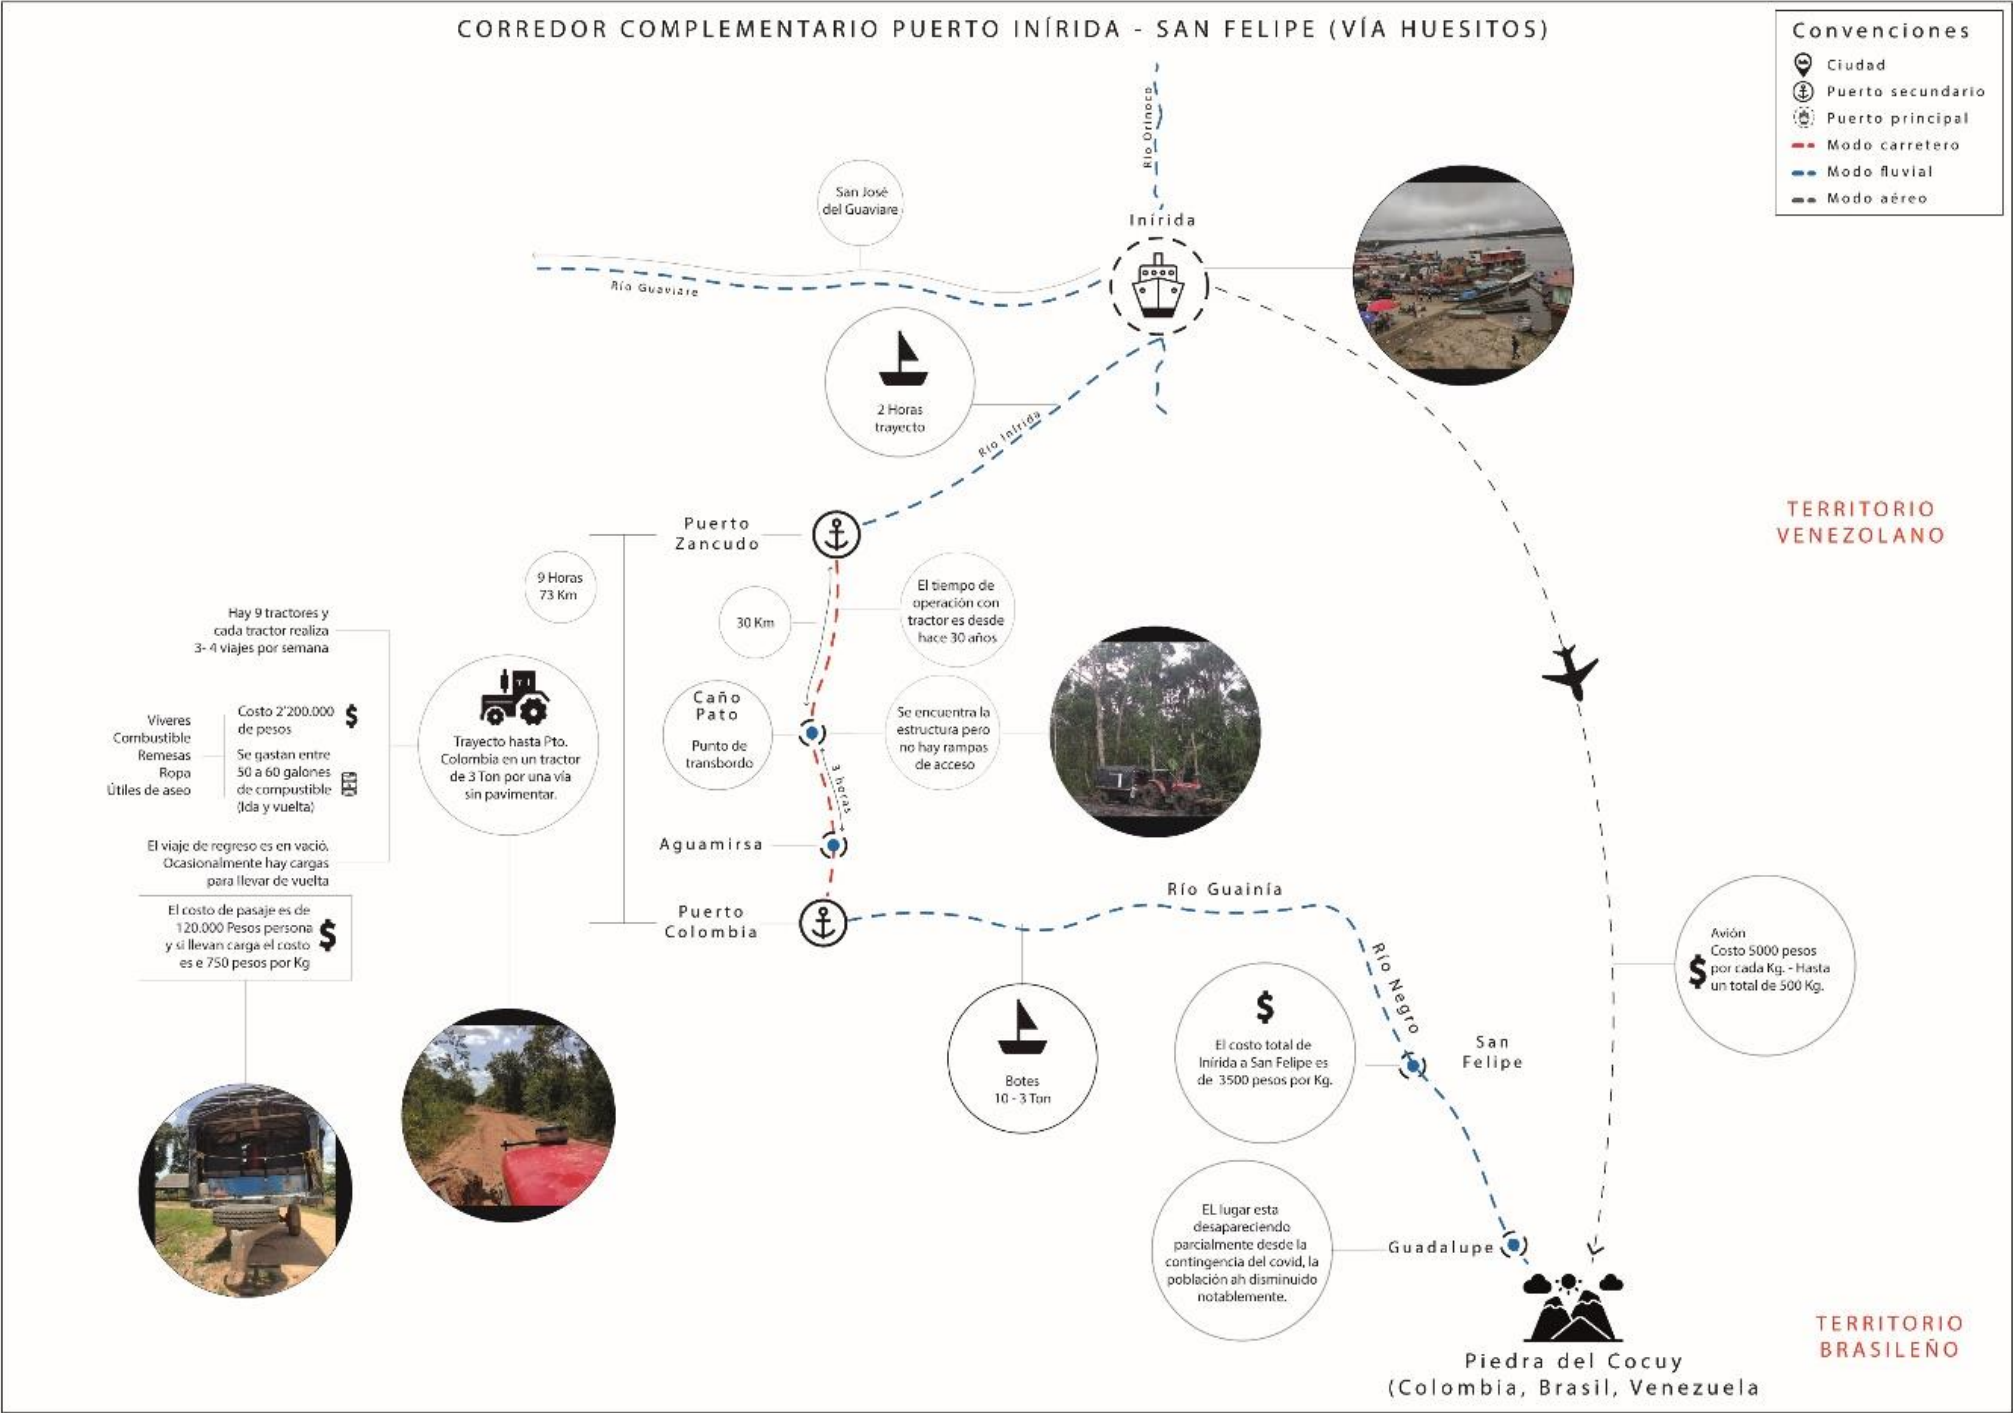 CORREDOR COMPLEMENTARIO PUERTO INÍRIDA - SAN FELIPE (VÍA HUESITOS)
Convenciones
Ciudad
Puerto secundario
Puerto principal
Modo carretero
Modo fluvial
Modo aéreo
Río Orinoco
San José
del Guaviare
Inírida
Río Guaviare
2 Horas
trayecto
Río Inírida
TERRITORIO
VENEZOLANO
Puerto
Zancudo
9 Horas
73 Km
30 Km
El tiempo de
operación con
tractor es desde
hace 30 años
Hay 9 tractores y
cada tractor realiza
3- 4 viajes por semana
Víveres
Combustible
Remesas
Ropa
Útiles de aseo
Costo 2'200.000
de pesos
$
Se gastan entre
50 a 60 galones
de compustible
(Ida y vuelta)
Trayecto hasta Pto.
Colombia en un tractor
de 3 Ton por una vía
sin pavimentar.
Caño
Pato
Punto de
transbordo
Se encuentra la
estructura pero
no hay rampas
de acceso
3 horas
El viaje de regreso es en vació.
Ocasionalmente hay cargas
para llevar de vuelta
Aguamirsa
El costo de pasaje es de
120.000 Pesos persona
y si llevan carga el costo
es e 750 pesos por Kg
$
Puerto
Colombia
Río Guainía
Río Negro
Botes
10 - 3 Ton
$
El costo total de
Inírida a San Felipe es
de 3500 pesos por Kg.
San
Felipe
Avión
Costo 5000 pesos
por cada Kg. - Hasta
un total de 500 Kg.
$
EL lugar esta
desapareciendo
parcialmente desde la
contingencia del covid, la
población ah disminuido
notablemente.
Guadalupe
TERRITORIO
BRASILEÑO
Piedra del Cocuy
(Colombia, Brasil, Venezuela